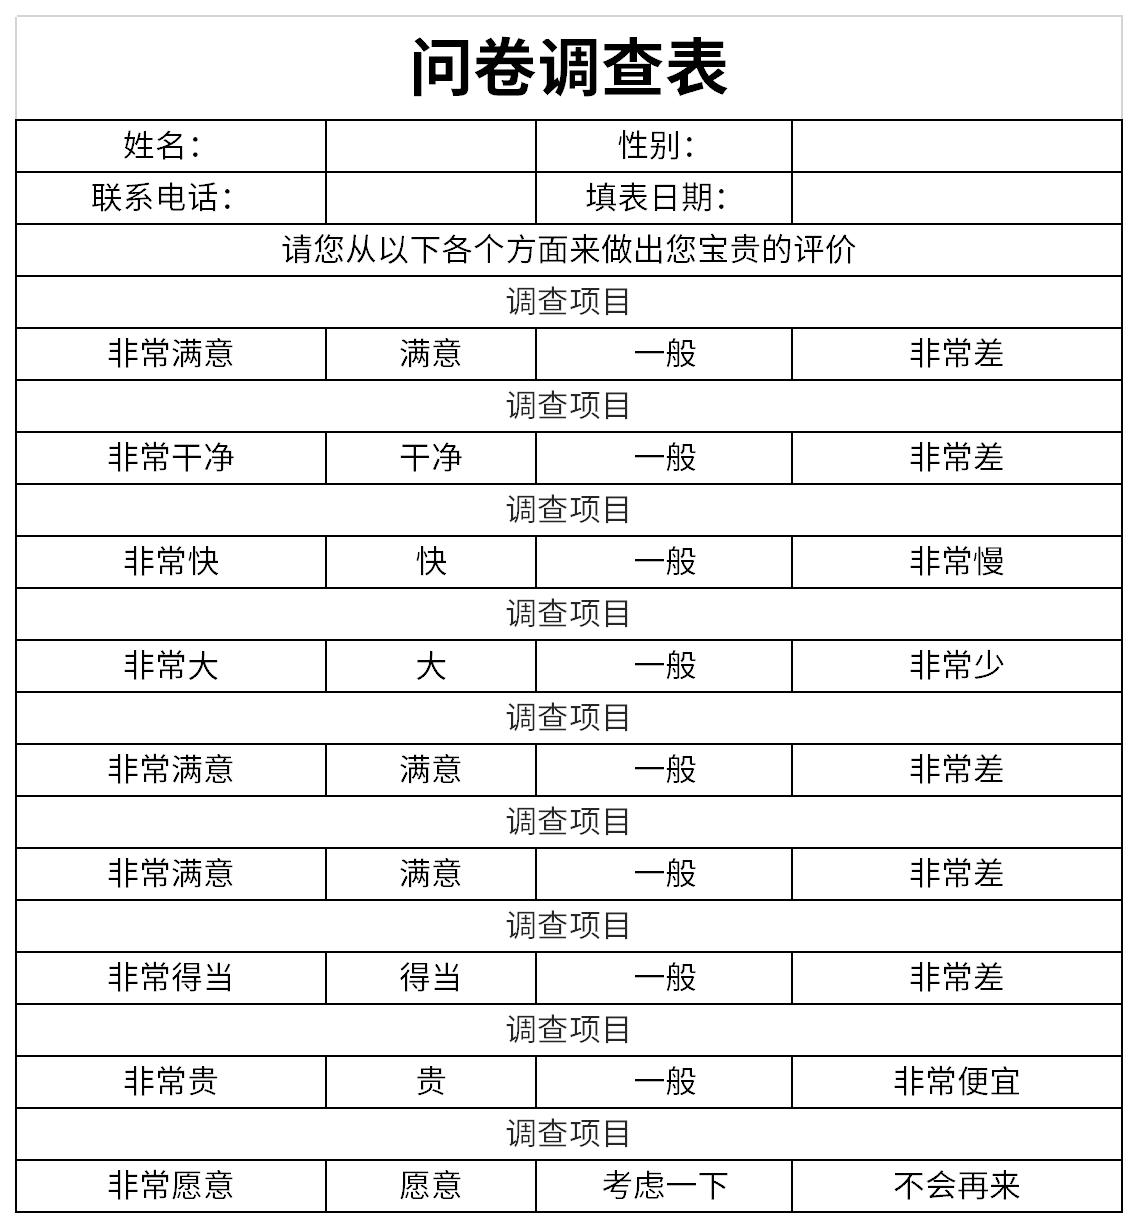 问卷调查表
姓名： 性别：
联系电话： 填表日期：
请您从以下各个方面来做出您宝贵的评价
调查项目
非常满意 满意 一般 非常差
调查项目
非常干净 干净 一般 非常差
调查项目
非常快 快 一般 非常慢
调查项目
非常大 大 一般 非常少
调查项目
非常满意 满意 一般 非常差
调查项目
非常满意 满意 一般 非常差
调查项目
非常得当 得当 一般 非常差
调查项目
非常贵 贵 一般 非常便宜
调查项目
非常愿意 愿意 考虑一下 不会再来